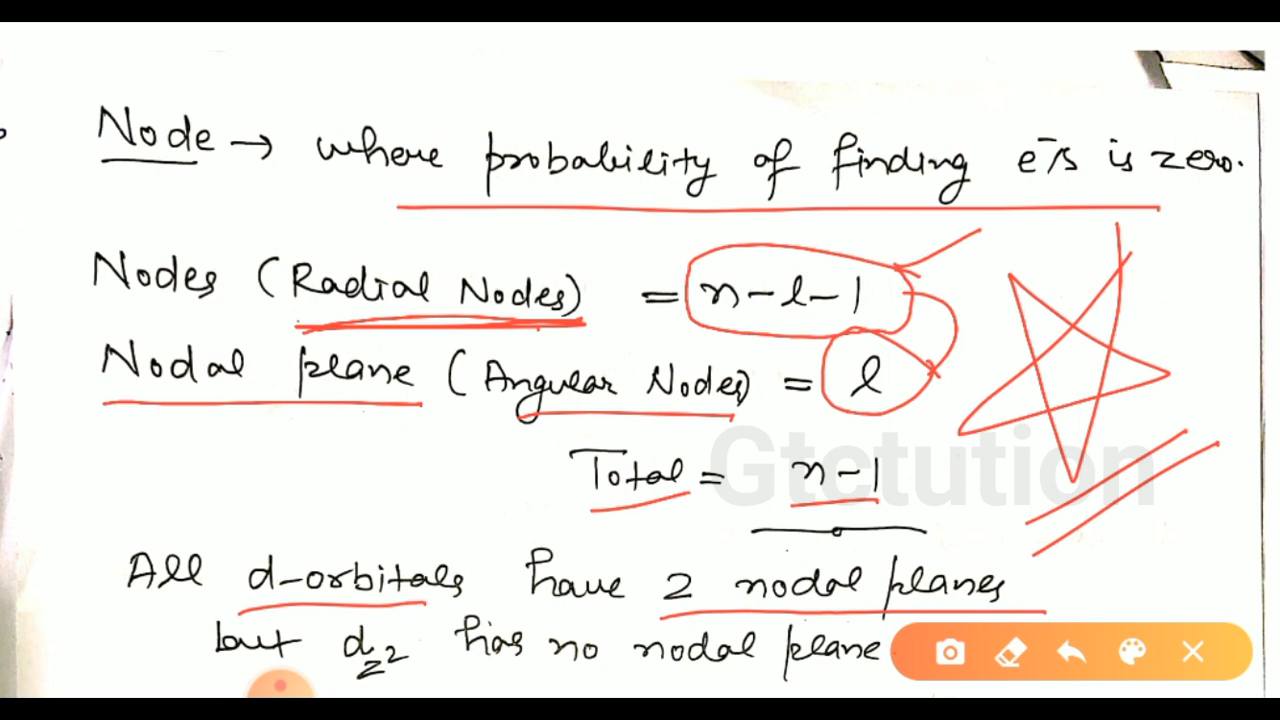 Node → where probability of finding e⁻s is zero.
Nodes (Radial Nodes) = n-l-1
Nodal plane (Angular Nodes) = l
Gtctution
Total = n-1
All d-orbitals have 2 nodal planes
but dz² has no nodal plane